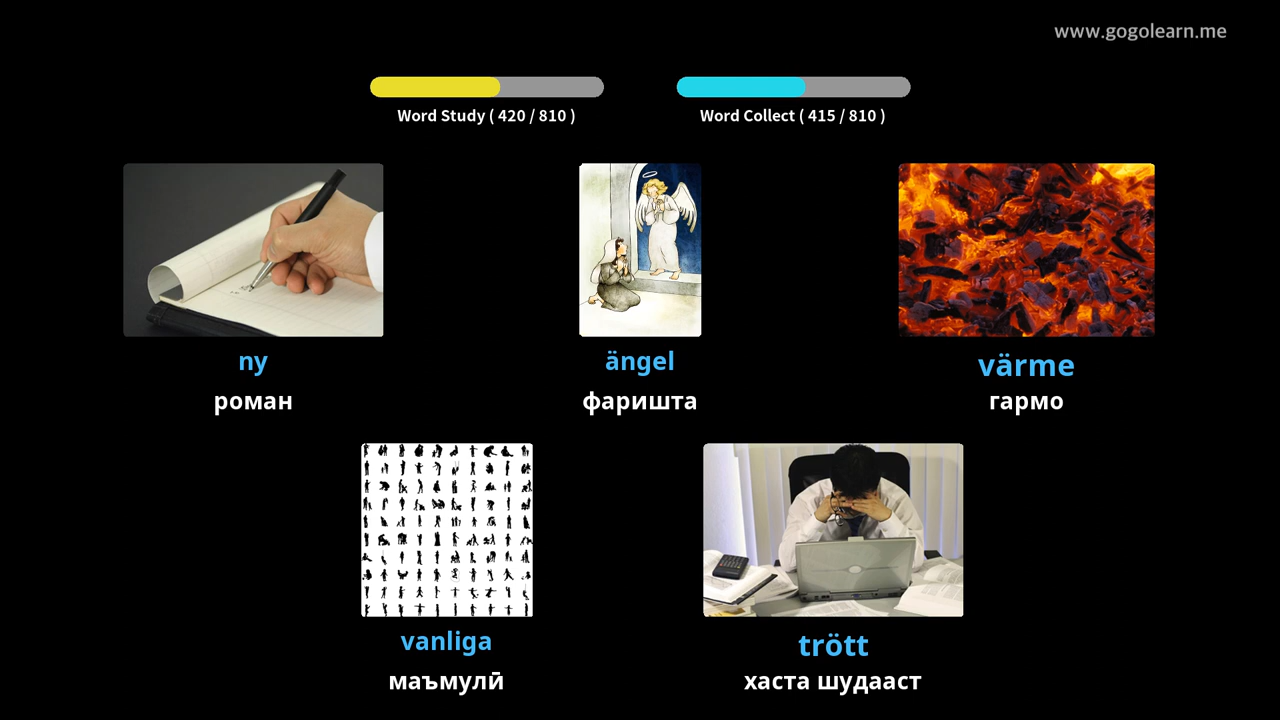 www.gogolearn.me
Word Study ( 420 / 810 )
Word Collect ( 415 / 810 )
ny
роман
ängel
фаришта
värme
гармо
vanliga
маъмулӣ
trött
хаста шудааст